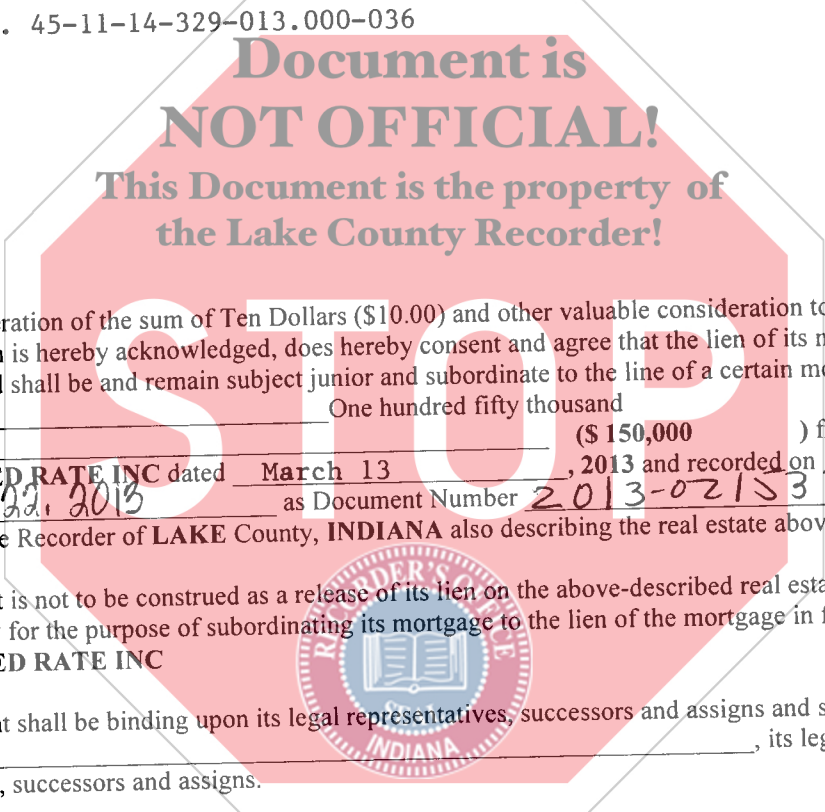 . 45-11-14-329-013.000-036
Document is
NOT OFFICIAL!
This Document is the property of
the Lake County Recorder!
STOP
ration of the sum of Ten Dollars ($10.00) and other valuable consideration to
is hereby acknowledged, does hereby consent and agree that the lien of its
shall be and remain subject junior and subordinate to the line of a certain
One hundred fifty thousand
($ 150,000 )
ED RATE INC dated March 13, 2013 and recorded on
22, 2013 as Document Number 2013-02153
e Recorder of LAKE County, INDIANA also describing the real estate abov
t is not to be construed as a release of its lien on the above-described real esta
for the purpose of subordinating its mortgage to the lien of the mortgage in
ED RATE INC
t shall be binding upon its legal representatives, successors and assigns and
, its leg
, successors and assigns.
RECORDER'S OFFICE
SEAL
INDIANA